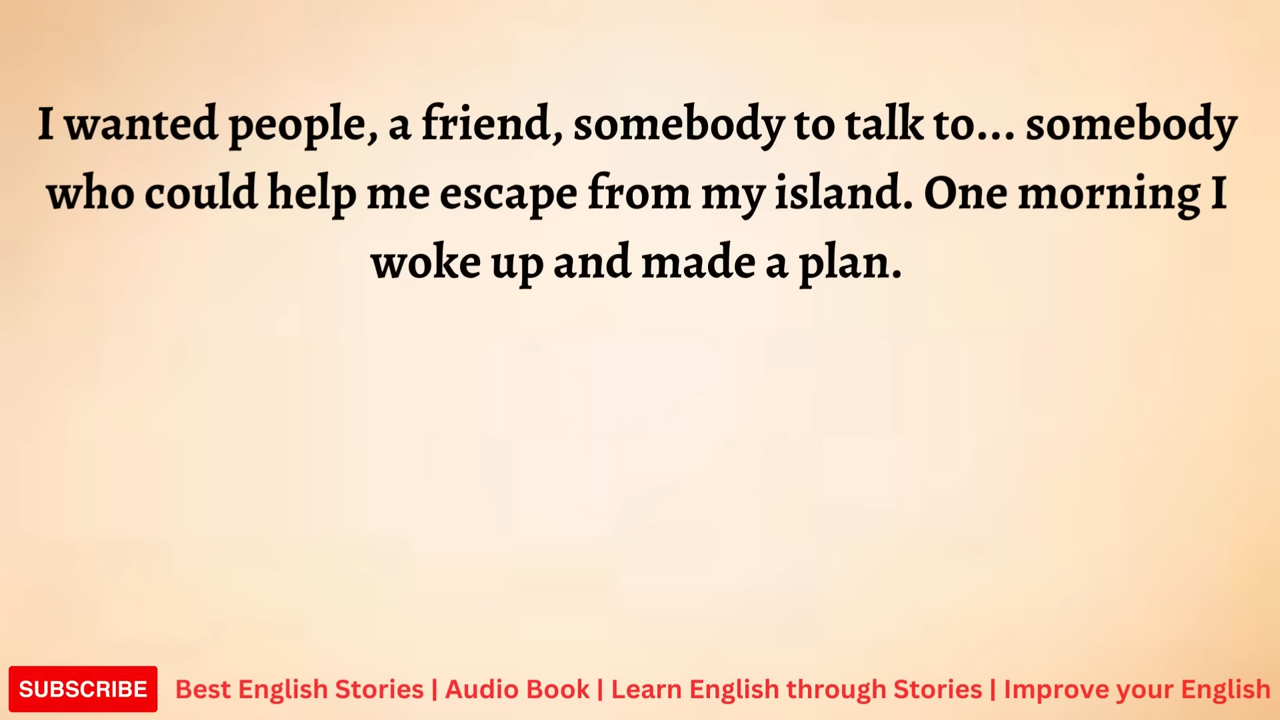 I wanted people, a friend, somebody to talk to... somebody
who could help me escape from my island. One morning I
woke up and made a plan.
SUBSCRIBE Best English Stories | Audio Book | Learn English through Stories | Improve your English